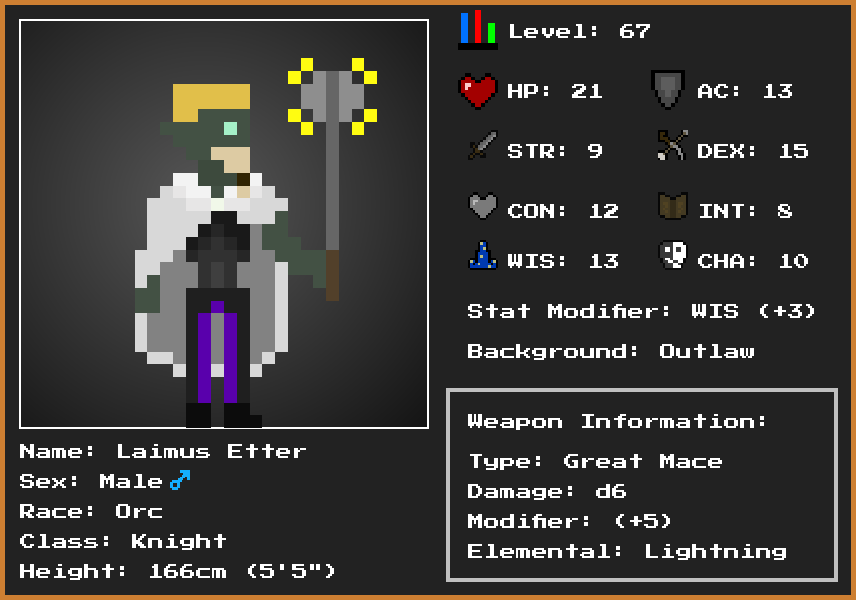 Level: 67
HP: 21 AC: 13
STR: 9 DEX: 15
CON: 12 INT: 8
WIS: 13 CHA: 10
Stat Modifier: WIS (+3)
Background: Outlaw
Weapon Information:
Type: Great Mace
Damage: d6
Modifier: (+5)
Elemental: Lightning
Name: Laimus Etter
Sex: Male♂
Race: Orc
Class: Knight
Height: 166cm (5'5")